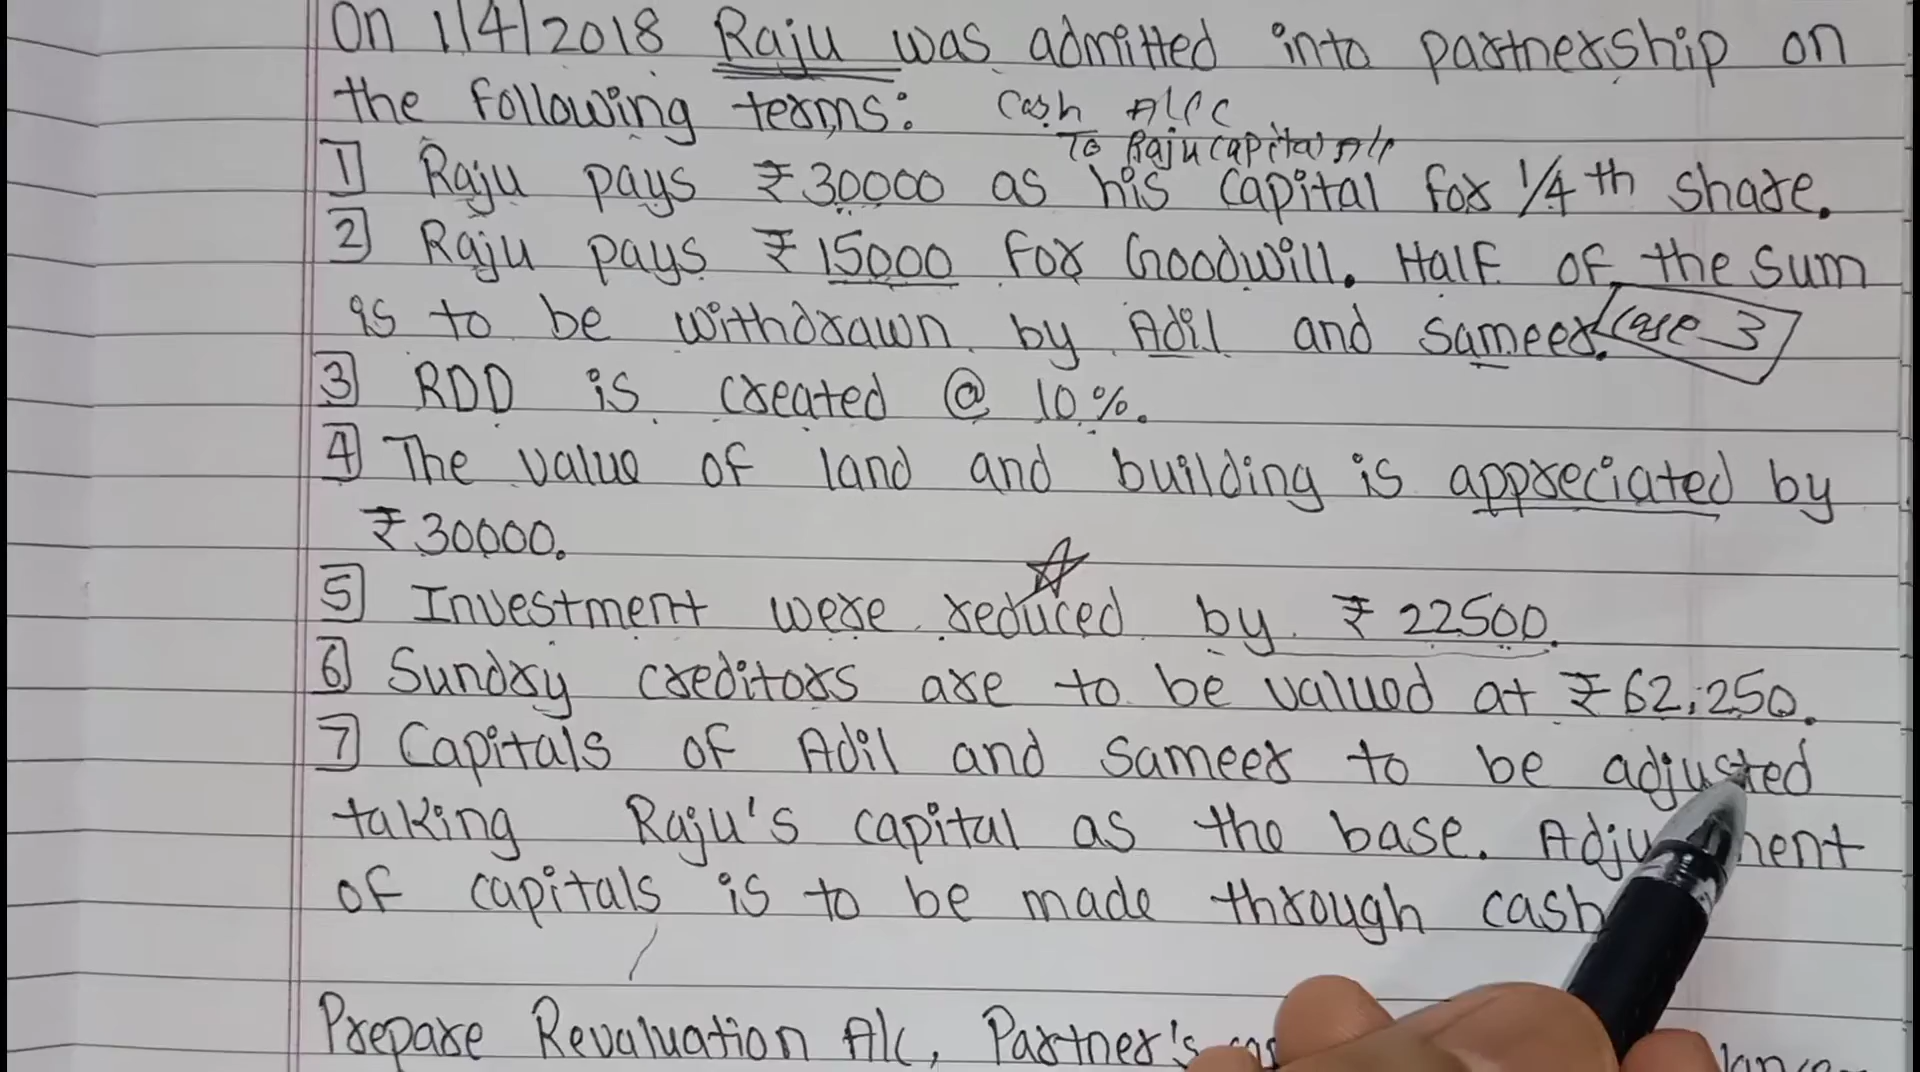 On 1/4/2018 Raju was admitted into partnership on
the following terms: Cash A/c
To Raju capital A/c
1] Raju pays ₹ 30000 as his capital for 1/4 th share.
2] Raju pays ₹ 15000 for Goodwill. Half of the sum
is to be withdrawn by Adil and Sameer. Case 3
3] RDD is created @ 10%.
4] The value of land and building is appreciated by
₹ 30000.
5] Investment were reduced by ₹ 22500.
6] Sundry creditors are to be valued at ₹ 62,250.
7] Capitals of Adil and Sameer to be adjusted
taking Raju's capital as the base.
of capitals is to be made through cash
Prepare Revaluation A/c, Partner's